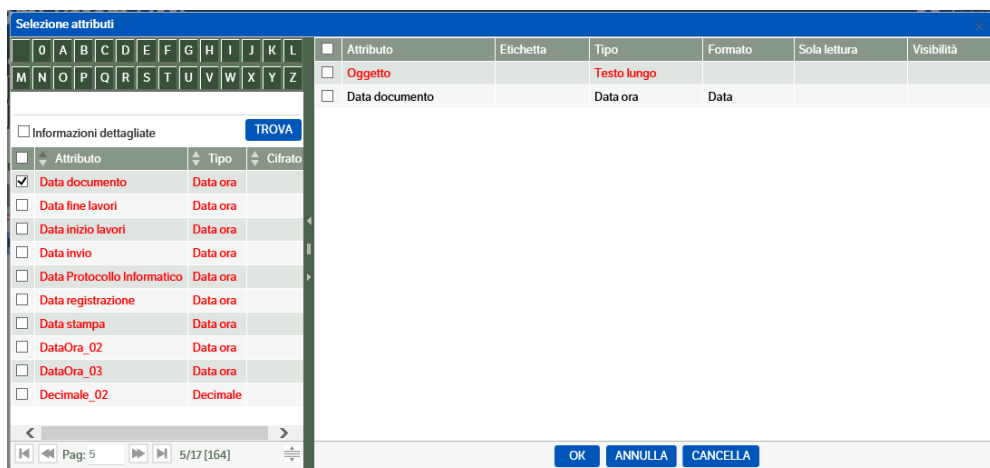 Selezione attributi
0 A B C D E F G H I J K L
M N O P Q R S T U V W X Y Z
Informazioni dettagliate TROVA
Attributo Tipo Cifrato
Data documento Data ora
Data fine lavori Data ora
Data inizio lavori Data ora
Data invio Data ora
Data Protocollo Informatico Data ora
Data registrazione Data ora
Data stampa Data ora
DataOra_02 Data ora
DataOra_03 Data ora
Decimale_02 Decimale
Pag: 5 5/17 [164]
Attributo Etichetta Tipo Formato Sola lettura Visibilità
Oggetto Testo lungo
Data documento Data ora Data
OK ANNULLA CANCELLA